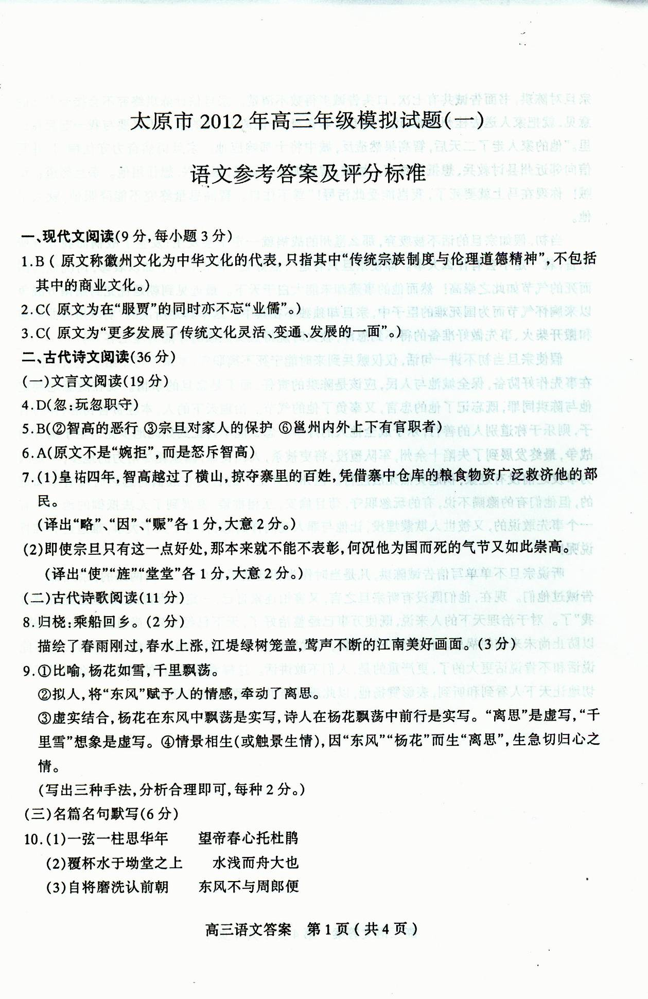 太原市 2012 年高三年级模拟试题(一)
语文参考答案及评分标准
一、现代文阅读(9 分,每小题 3 分)
1.B ( 原文称徽州文化为中华文化的代表,只指其中“传统宗族制度与伦理道德精神”,不包括
其中的商业文化。)
2.C( 原文为在“服贾”的同时亦不忘“业儒”。)
3.C( 原文为“更多发展了传统文化灵活、变通、发展的一面”。)
二、古代诗文阅读(36 分)
(一)文言文阅读(19 分)
4.D(忽:玩忽职守)
5.B(②智高的恶行 ③宗旦对家人的保护 ⑥邕州内外上下有官职者)
6.A(原文不是“婉拒”,而是怒斥智高)
7.(1)皇祐四年,智高越过了横山,掠夺寨里的百姓,凭借寨中仓库的粮食物资广泛救济他的部
民。
(译出“略”、“因”、“赈”各 1 分,大意 2 分。)
(2)即使宗旦只有这一点好处,那本来就不能不表彰,何况他为国而死的气节又如此崇高。
(译出“使”“旌”“堂堂”各 1 分,大意 2 分。)
(二)古代诗歌阅读(11 分)
8.归桡:乘船回乡。(2 分)
描绘了春雨刚过,春水上涨,江堤绿树笼盖,莺声不断的江南美好画面。(3 分)
9.①比喻,杨花如雪,千里飘荡。
②拟人,将“东风”赋予人的情感,牵动了离思。
③虚实结合,杨花在东风中飘荡是实写,诗人在杨花飘荡中前行是实写。“离思”是虚写,“千
里雪”想象是虚写。④情景相生(或触景生情),因“东风”“杨花”而生“离思”,生急切归心之
情。
(写出三种手法,分析合理即可,每种 2 分。)
(三)名篇名句默写(6 分)
10.(1)一弦一柱思华年 望帝春心托杜鹃
(2)覆杯水于坳堂之上 水浅而舟大也
(3)自将磨洗认前朝 东风不与周郎便
高三语文答案 第 1 页 ( 共 4 页 )